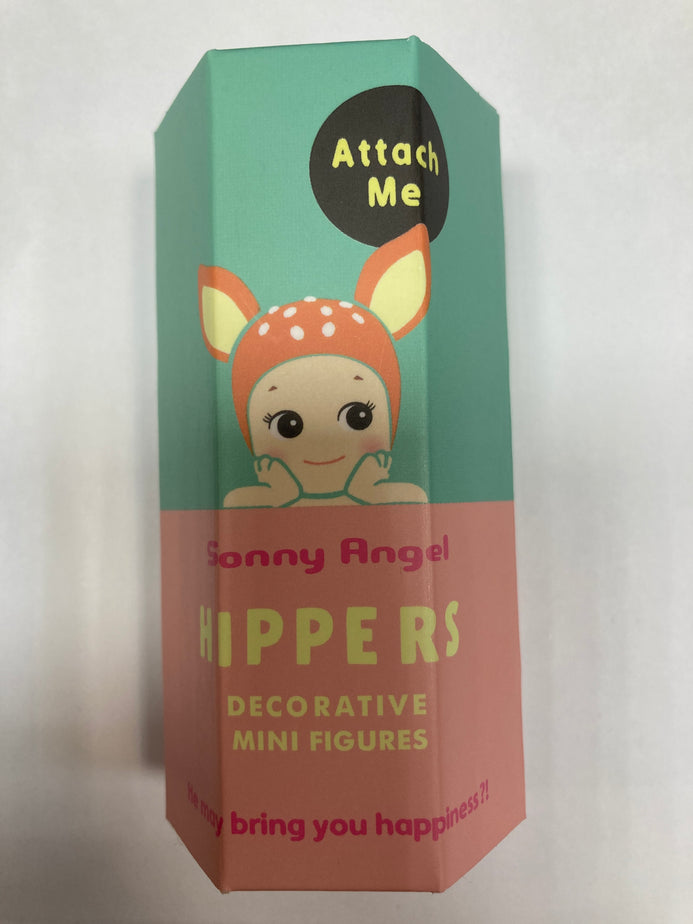 Attach
Me
Sonny Angel
HIPPERS
DECORATIVE
MINI FIGURES
He may bring you happiness?!